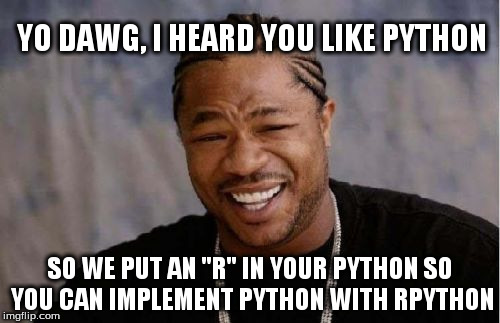 YO DAWG, I HEARD YOU LIKE PYTHON
SO WE PUT AN "R" IN YOUR PYTHON SO
YOU CAN IMPLEMENT PYTHON WITH RPYTHON
imgflip.com